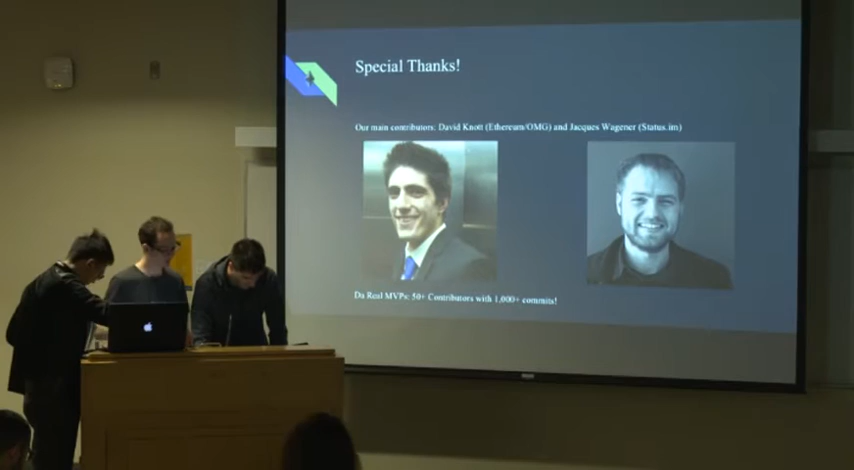 Special Thanks!
Our main contributors: David Knott (Ethereum/OMG) and Jacques Wagener (Status.im)
Da Real MVPs: 50+ Contributors with 1,000+ commits!